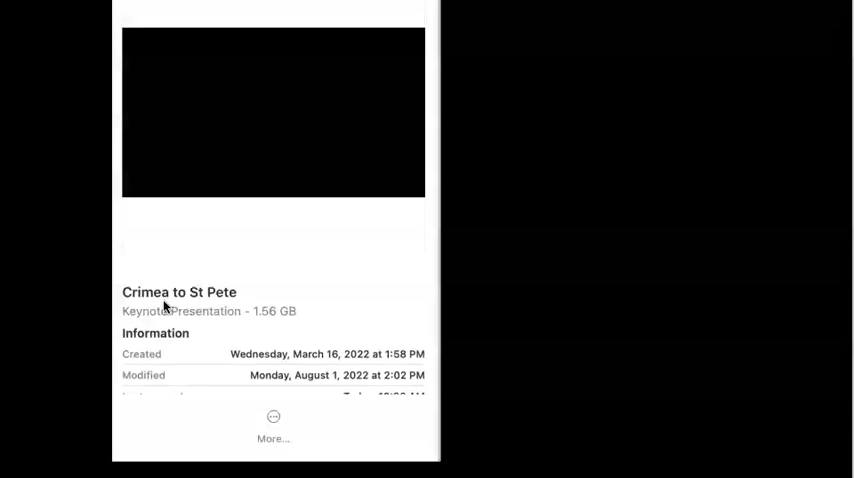 Crimea to St Pete
Keynote Presentation - 1.56 GB
Information
Created Wednesday, March 16, 2022 at 1:58 PM
Modified Monday, August 1, 2022 at 2:02 PM
More...